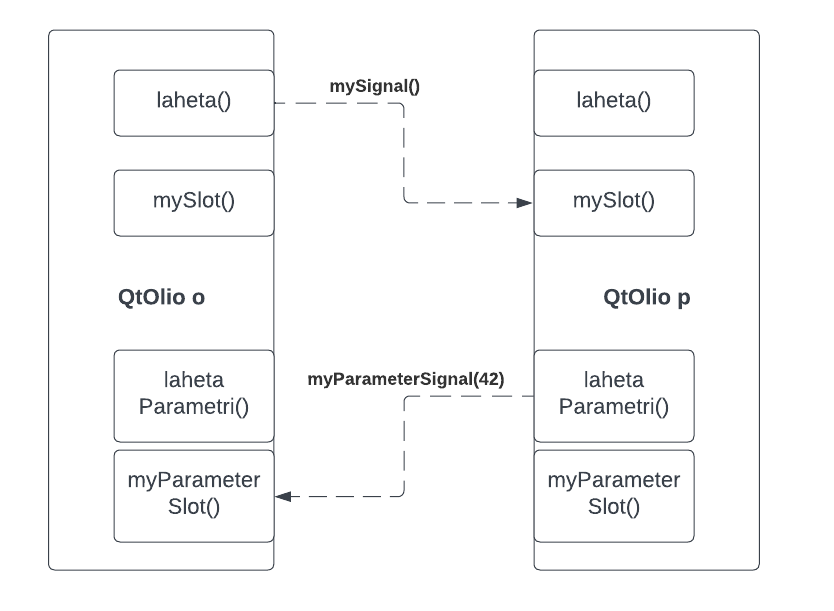 mySignal()
laheta()
laheta()
mySlot()
mySlot()
QtOlio o
QtOlio p
myParameterSignal(42)
laheta
Parametri()
laheta
Parametri()
myParameter
Slot()
myParameter
Slot()